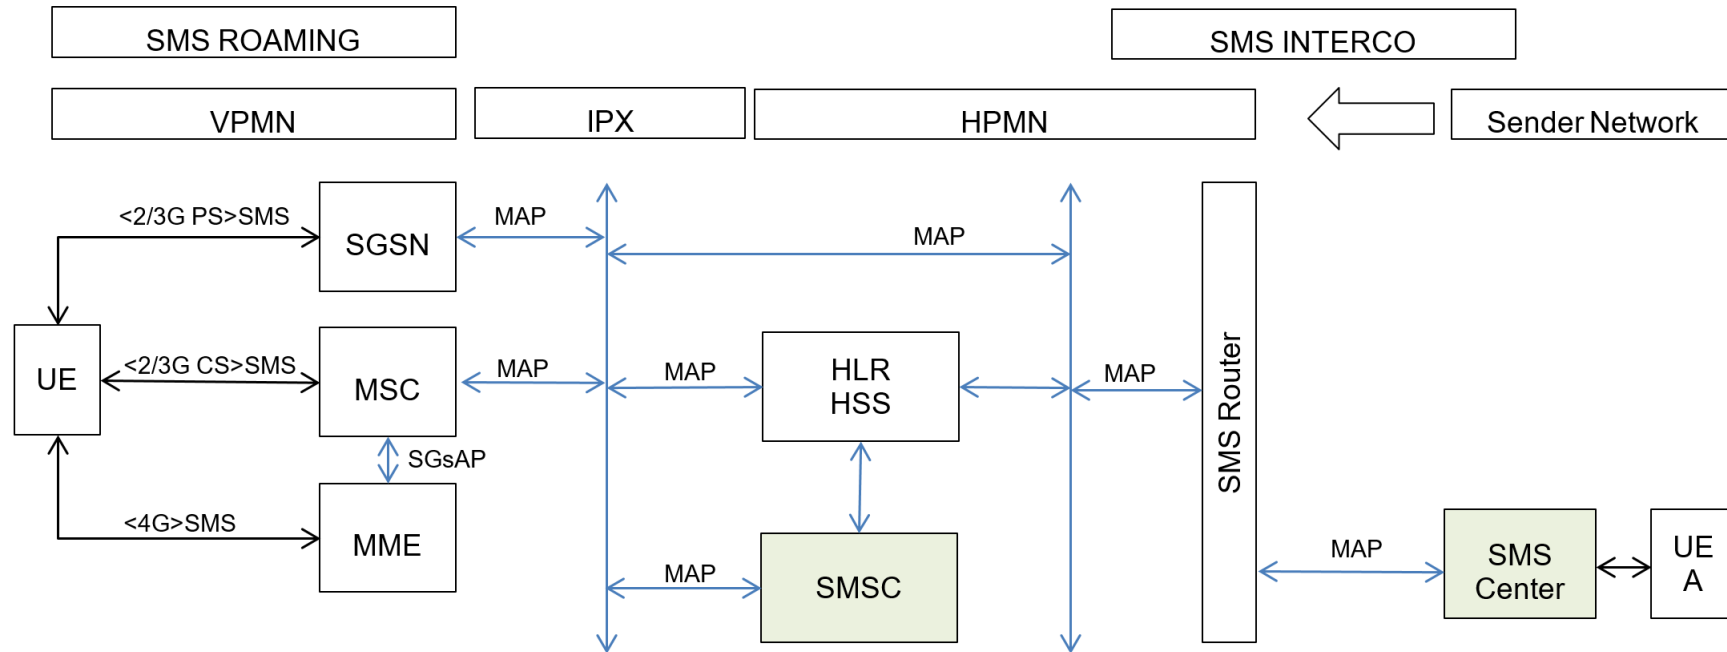 SMS ROAMING
SMS INTERCO
VPMN
IPX
HPMN
Sender Network
<2/3G PS>SMS
SGSN
MAP
MAP
UE
<2/3G CS>SMS
MSC
MAP
MAP
HLR
HSS
MAP
SMS Router
SGsAP
<4G>SMS
MME
MAP
SMSC
MAP
SMS
Center
UE
A